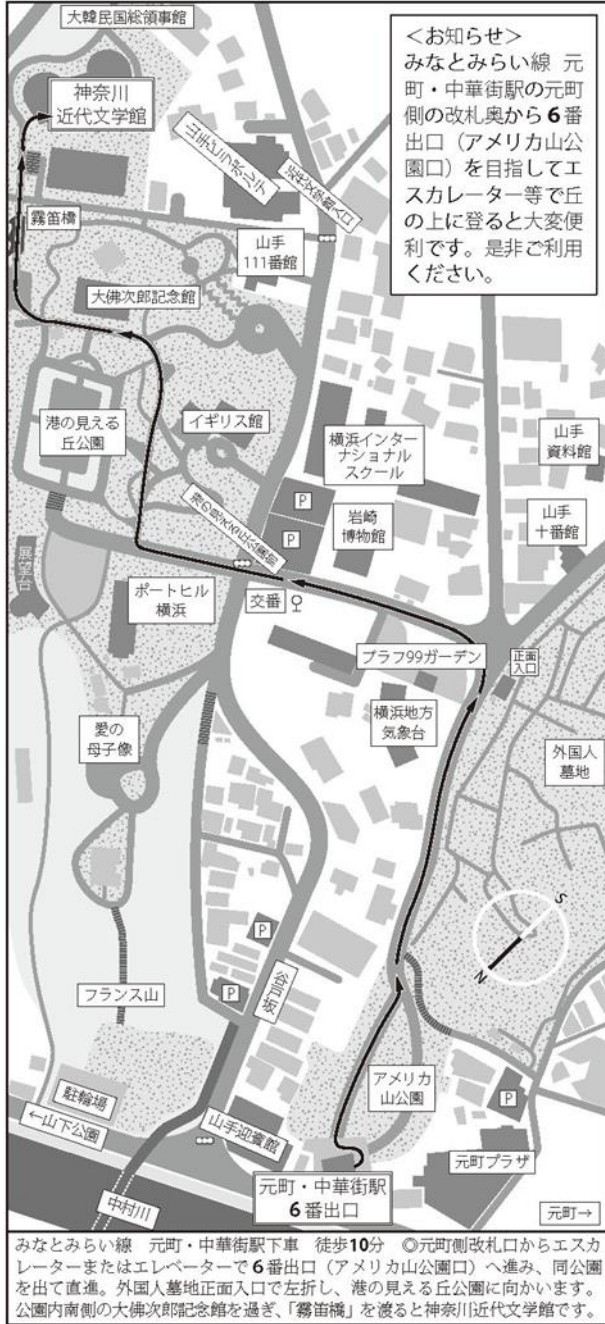 大韓民国総領事館
神奈川
近代文学館
<お知らせ>
みなとみらい線 元
町・中華街駅の元町
側の改札奥から6番
出口(アメリカ山公
園口)を目指してエ
スカレーター等で丘
の上に登ると大変便
利です。是非ご利用
ください。
霧笛橋
山手
111番館
大佛次郎記念館
港の見える
丘公園
イギリス館
横浜インター
ナショナル
スクール
山手
資料館
P
P
岩崎
博物館
山手
十番館
展望台
ポートヒル
横浜
交番
ブラフ99ガーデン
正面
入口
横浜地方
気象台
外国人
墓地
愛の
母子像
S
N
P
P
谷戸坂
フランス山
アメリカ
山公園
P
駐輪場
←山下公園
山手迎賓館
元町プラザ
中村川
元町・中華街駅
6番出口
元町→
みなとみらい線 元町・中華街駅下車 徒歩10分 ◎元町側改札口からエスカ
レーターまたはエレベーターで6番出口(アメリカ山公園口)へ進み、同公園
を出て直進。外国人墓地正面入口で左折し、港の見える丘公園に向かいます。
公園内南側の大佛次郎記念館を過ぎ、「霧笛橋」を渡ると神奈川近代文学館です。